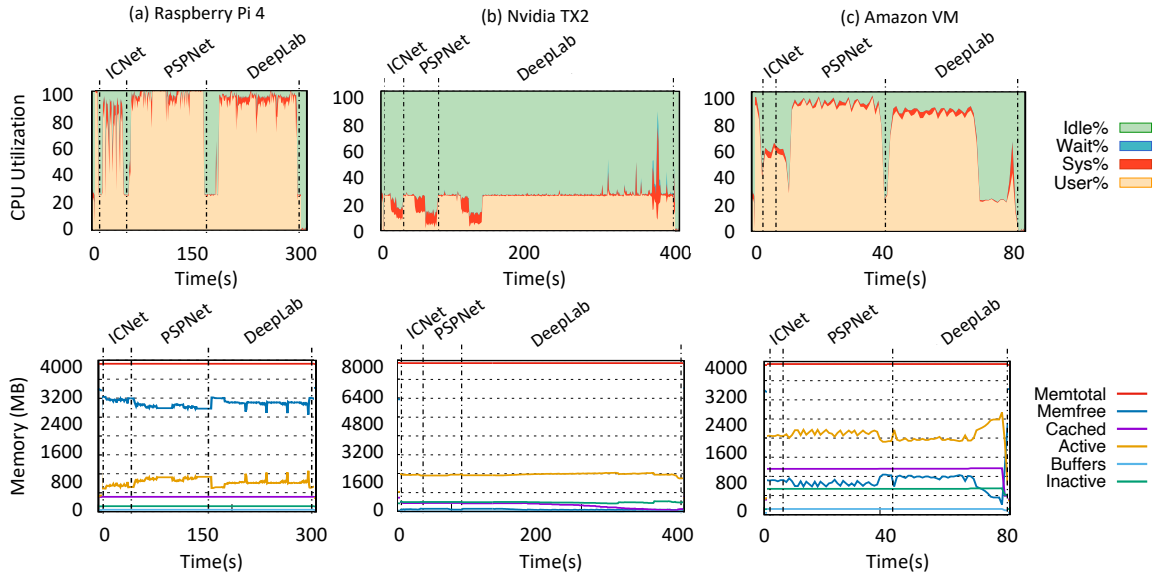 (a) Raspberry Pi 4
(b) Nvidia TX2
(c) Amazon VM
ICNet
PSPNet
DeepLab
ICNet
PSPNet
DeepLab
ICNet
PSPNet
DeepLab
CPU Utilization
100
80
60
40
20
0
0 150 300
Time(s)
100
80
60
40
20
0
0 200 400
Time(s)
100
80
60
40
20
0
0 40 80
Time(s)
Idle%
Wait%
Sys%
User%
ICNet
PSPNet
DeepLab
ICNet
PSPNet
DeepLab
ICNet
PSPNet
DeepLab
Memory (MB)
4000
3200
2400
1600
800
0
0 150 300
Time(s)
8000
6400
4800
3200
1600
0
0 200 400
Time(s)
4000
3200
2400
1600
800
0
0 40 80
Time(s)
Memtotal
Memfree
Cached
Active
Buffers
Inactive